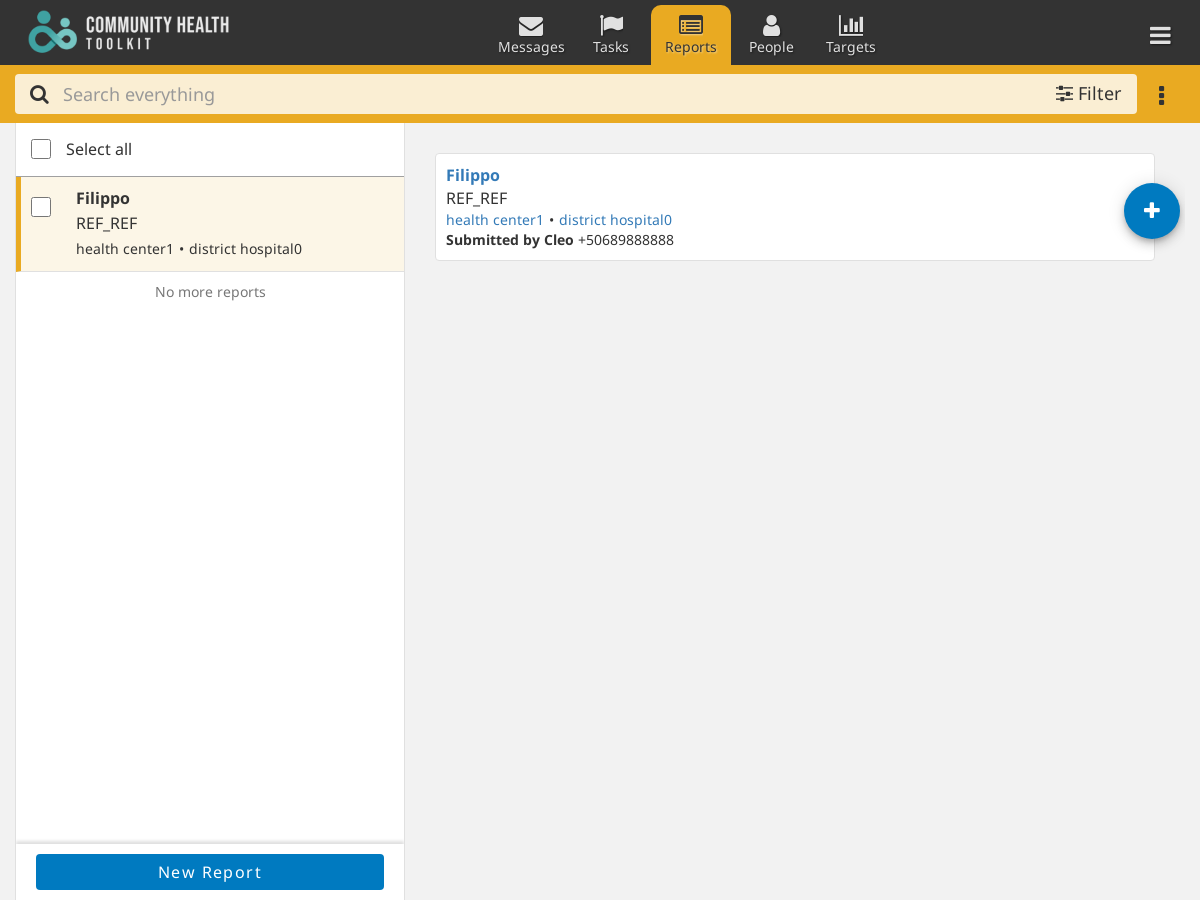 COMMUNITY HEALTH
TOOLKIT
Messages
Tasks
Reports
People
Targets
Search everything
Filter
Select all
Filippo
REF_REF
health center1 • district hospital0
No more reports
New Report
Filippo
REF_REF
health center1 • district hospital0
Submitted by Cleo +50689888888